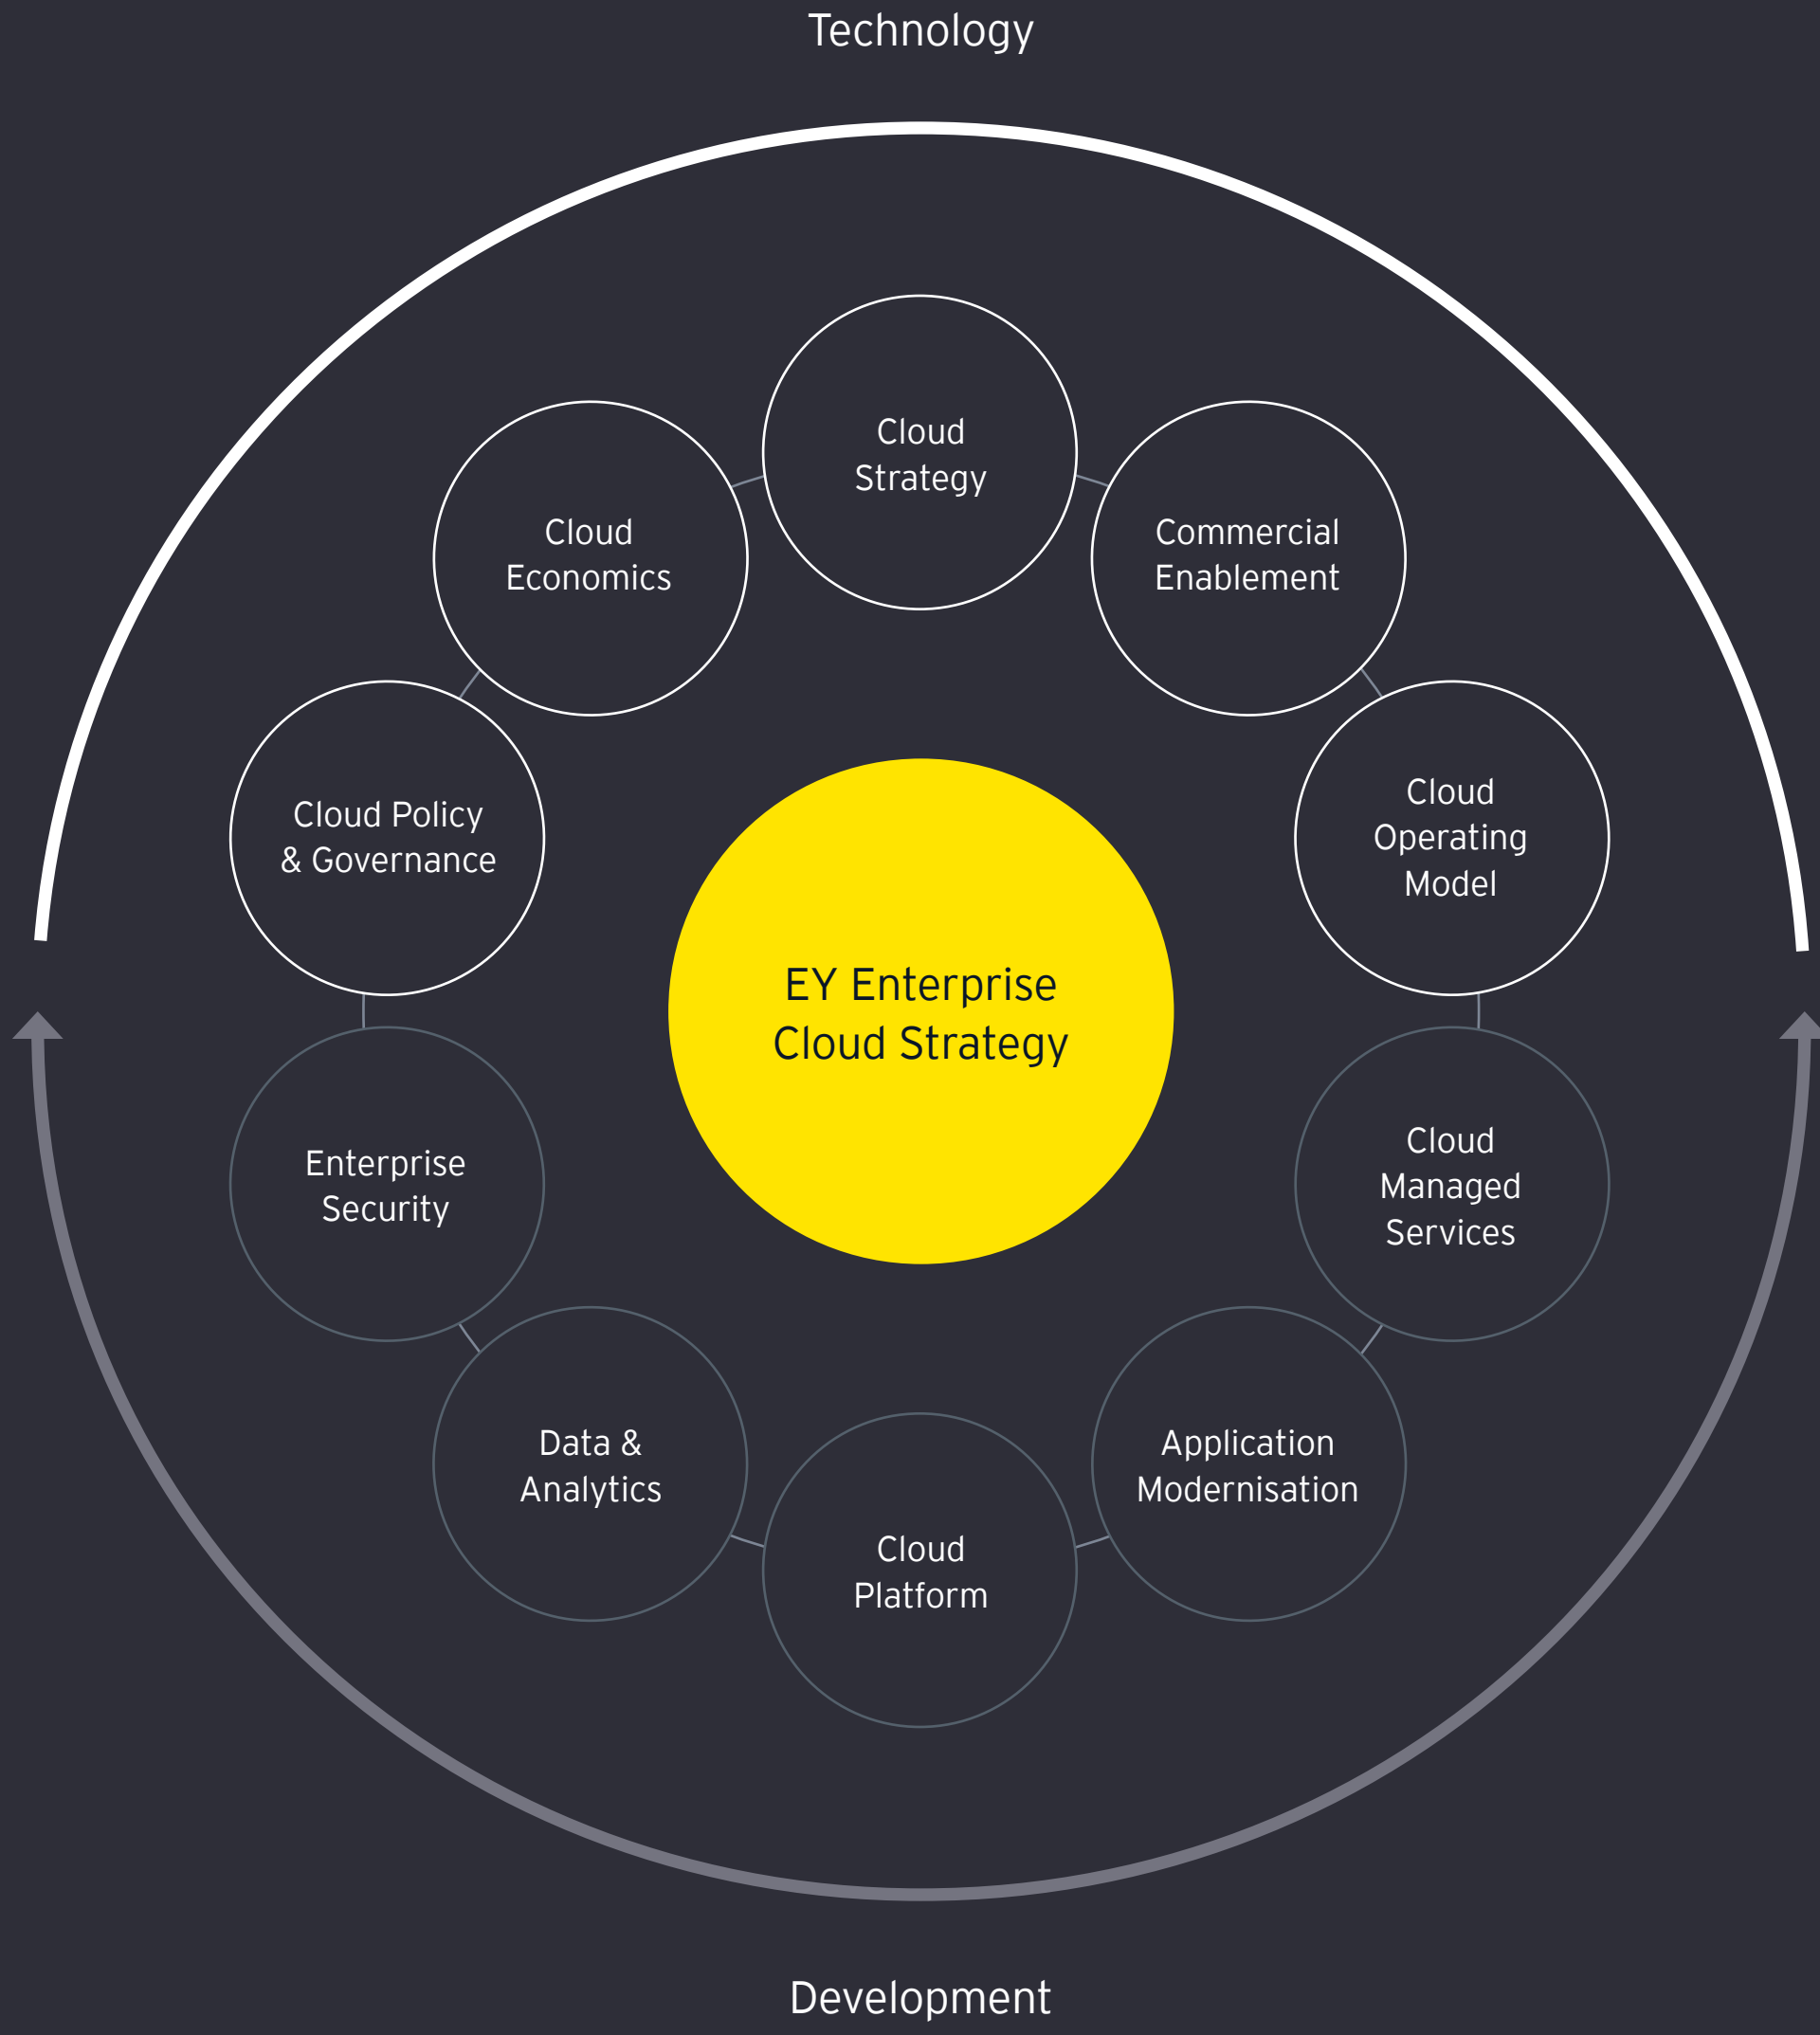 Technology
Cloud
Strategy
Cloud
Economics
Commercial
Enablement
Cloud Policy
& Governance
Cloud
Operating
Model
EY Enterprise
Cloud Strategy
Enterprise
Security
Cloud
Managed
Services
Data &
Analytics
Application
Modernisation
Cloud
Platform
Development